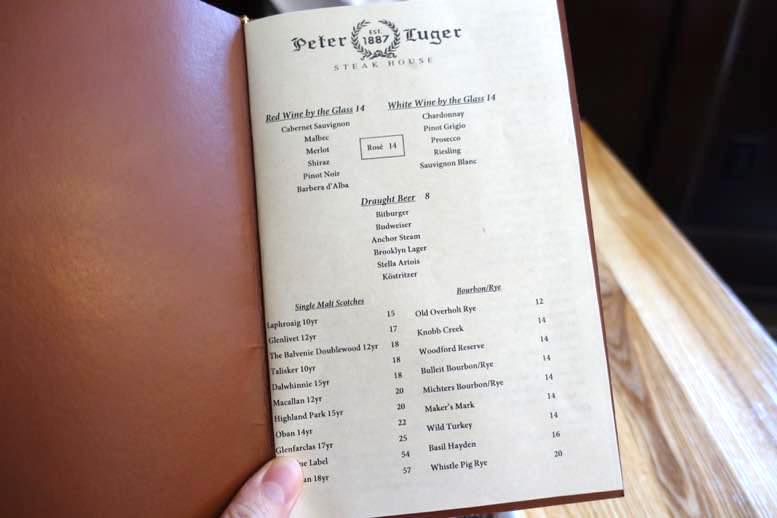 Peter Luger
EST. 1887
STEAK HOUSE
Red Wine by the Glass 14
Cabernet Sauvignon
Malbec
Merlot
Shiraz
Pinot Noir
Barbera d'Alba
Rosé 14
White Wine by the Glass 14
Chardonnay
Pinot Grigio
Prosecco
Riesling
Sauvignon Blanc
Draught Beer 8
Bitburger
Budweiser
Anchor Steam
Brooklyn Lager
Stella Artois
Köstritzer
Single Malt Scotches
Laphroaig 10yr 15
Glenlivet 12yr 17
The Balvenie Doublewood 12yr 18
Talisker 10yr 18
Dalwhinnie 15yr 18
Macallan 12yr 20
Highland Park 15yr 20
Oban 14yr 22
Glenfarclas 17yr 25
Label 54
18yr 57
Bourbon/Rye
Old Overholt Rye 12
Knobb Creek 14
Woodford Reserve 14
Bulleit Bourbon/Rye 14
Michters Bourbon/Rye 14
Maker's Mark 14
Wild Turkey 14
Basil Hayden 16
Whistle Pig Rye 20